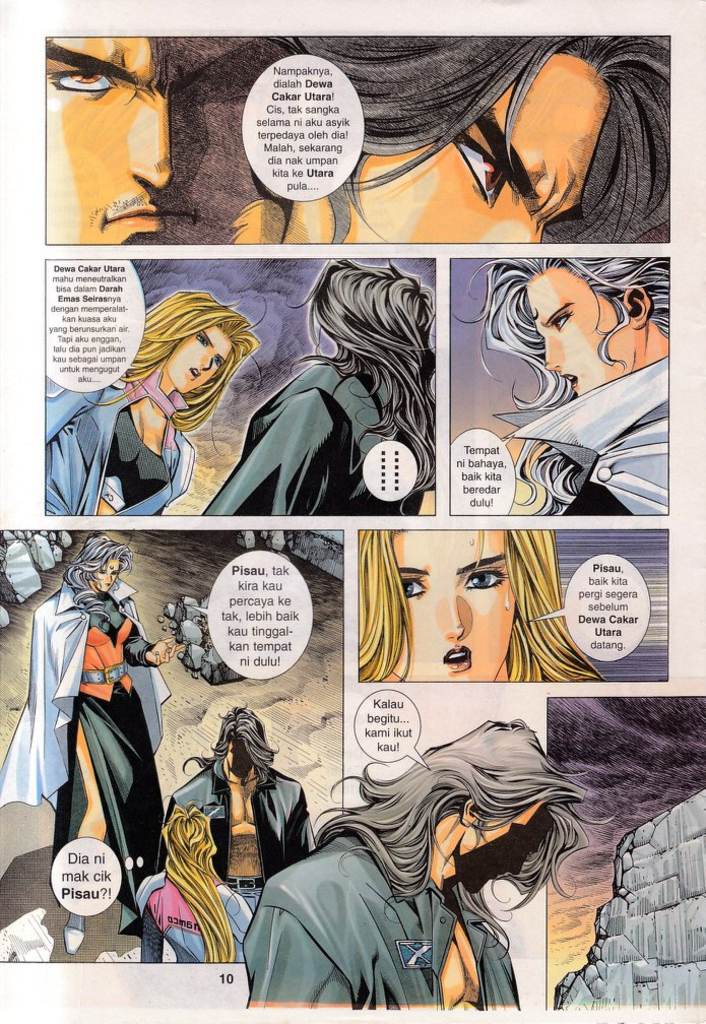 Nampaknya,
dialah Dewa
Cakar Utara!
Cis, tak sangka
selama ni aku asyik
terpedaya oleh dia!
Malah, sekarang
dia nak umpan
kita ke Utara
pula....
Dewa Cakar Utara
mahu meneutralkan
bisa dalam Darah
Emas Seirasnya
dengan memperalat-
kan kuasa aku
yang berunsurkan air.
Tapi aku enggan,
lalu dia pun jadikan
kau sebagai umpan
untuk mengugut
aku....
Tempat
ni bahaya,
baik kita
beredar
dulu!
Pisau, tak
kira kau
percaya ke
tak, lebih baik
kau tinggal-
kan tempat
ni dulu!
Pisau,
baik kita
pergi segera
sebelum
Dewa Cakar
Utara
datang.
Dia ni
mak cik
Pisau?!
NAMCO
Kalau
begitu...
kami ikut
kau!
X
10